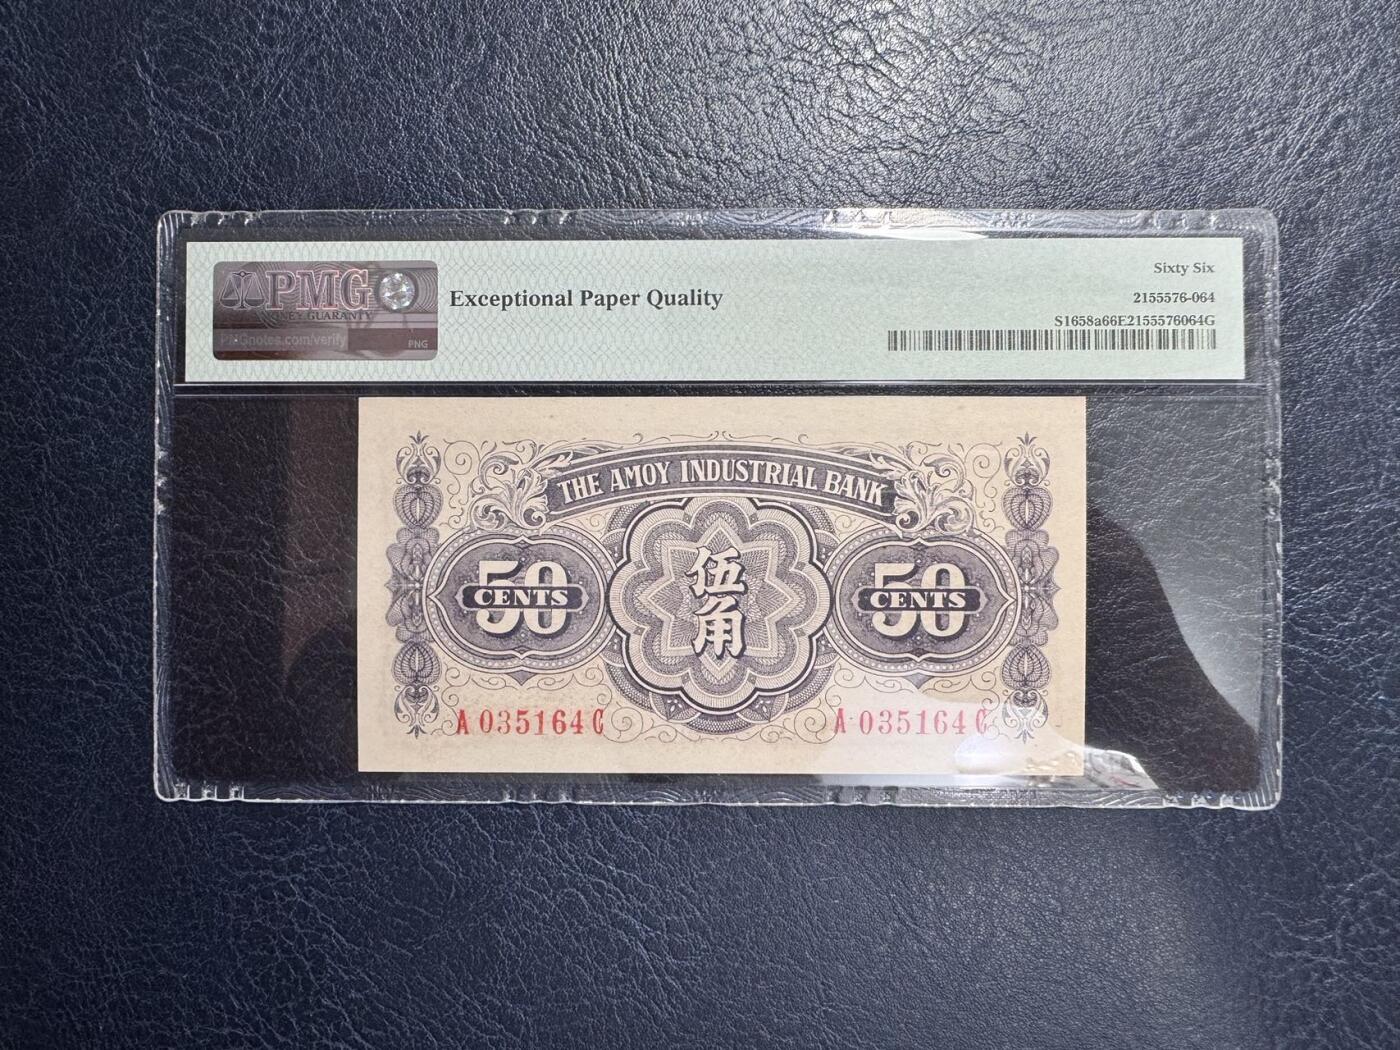 PMG
MONEY GUARANTY
PMGnotes.com/verify
PNG
Exceptional Paper Quality
Sixty Six
2155576-064
S1658a66E2155576064G
THE AMOY INDUSTRIAL BANK
50
CENTS
伍角
50
CENTS
A 035164 C
A 035164 C